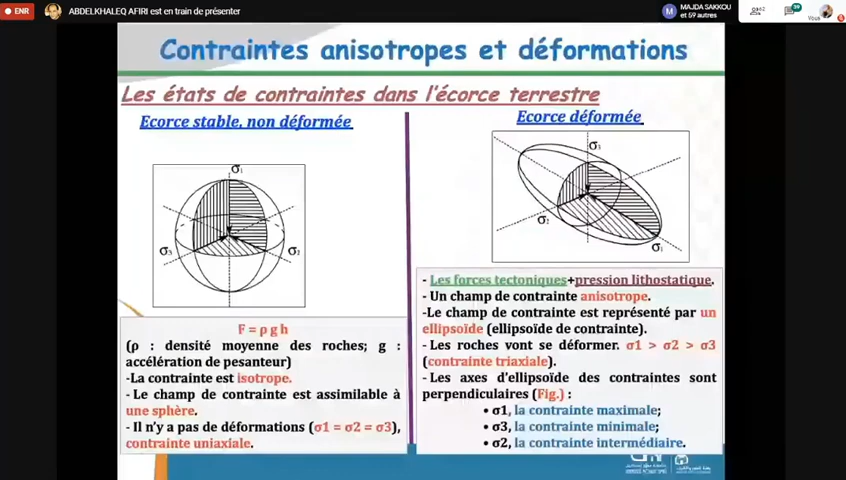 ENR
ABDELKHALEQ AFIRI est en train de présenter
M
MAJDA SAKKOU
et 59 autres
Vous
Contraintes anisotropes et déformations
Les états de contraintes dans l'écorce terrestre
Ecorce stable, non déformée
σ1
σ3
σ2
F = ρ g h
(ρ : densité moyenne des roches; g :
accélération de pesanteur)
-La contrainte est isotrope.
- Le champ de contrainte est assimilable à
une sphère.
- Il n'y a pas de déformations (σ1 = σ2 = σ3),
contrainte uniaxiale.
Ecorce déformée
σ3
σ2
σ1
- Les forces tectoniques+pression lithostatique.
- Un champ de contrainte anisotrope.
-Le champ de contrainte est représenté par un
ellipsoïde (ellipsoïde de contrainte).
- Les roches vont se déformer. σ1 > σ2 > σ3
(contrainte triaxiale).
- Les axes d'ellipsoïde des contraintes sont
perpendiculaires (Fig.) :
• σ1, la contrainte maximale;
• σ3, la contrainte minimale;
• σ2, la contrainte intermédiaire.